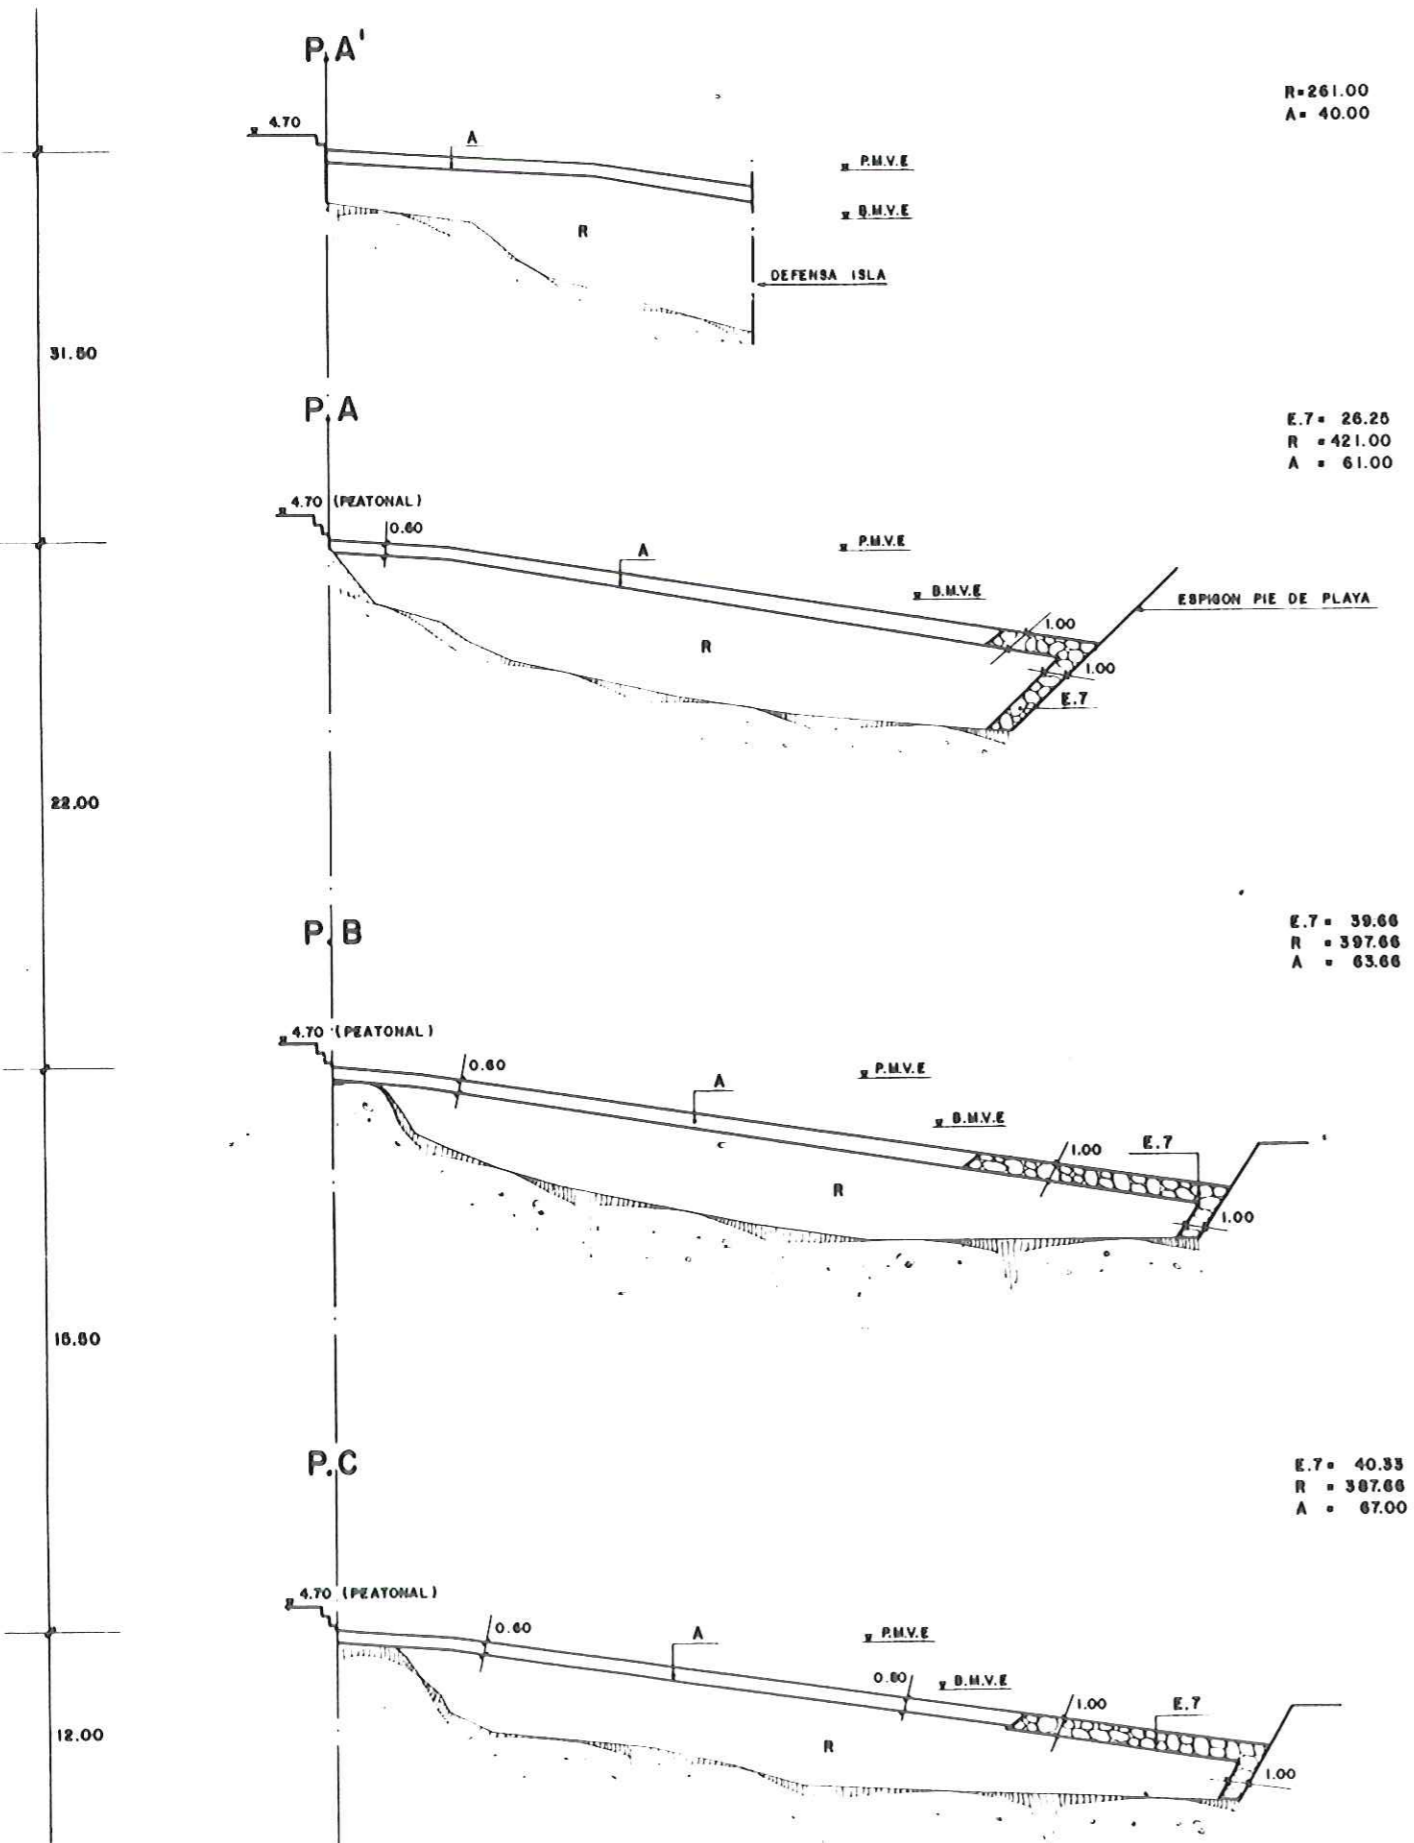 P.A'
R=261.00
A= 40.00
4.70
A
P.M.V.E
B.M.V.E
R
DEFENSA ISLA
31.50
P.A
E.7= 26.25
R =421.00
A = 61.00
4.70 (PEATONAL)
0.60
A
P.M.V.E
B.M.V.E
ESPIGON PIE DE PLAYA
1.00
R
1.00
E.7
22.00
P.B
E.7= 39.66
R =397.66
A = 63.66
4.70 (PEATONAL)
0.60
A
P.M.V.E
B.M.V.E
1.00
E.7
R
1.00
15.50
P.C
E.7= 40.33
R = 387.66
A = 67.00
4.70 (PEATONAL)
0.60
A
P.M.V.E
0.60
B.M.V.E
1.00
E.7
12.00
R
1.00